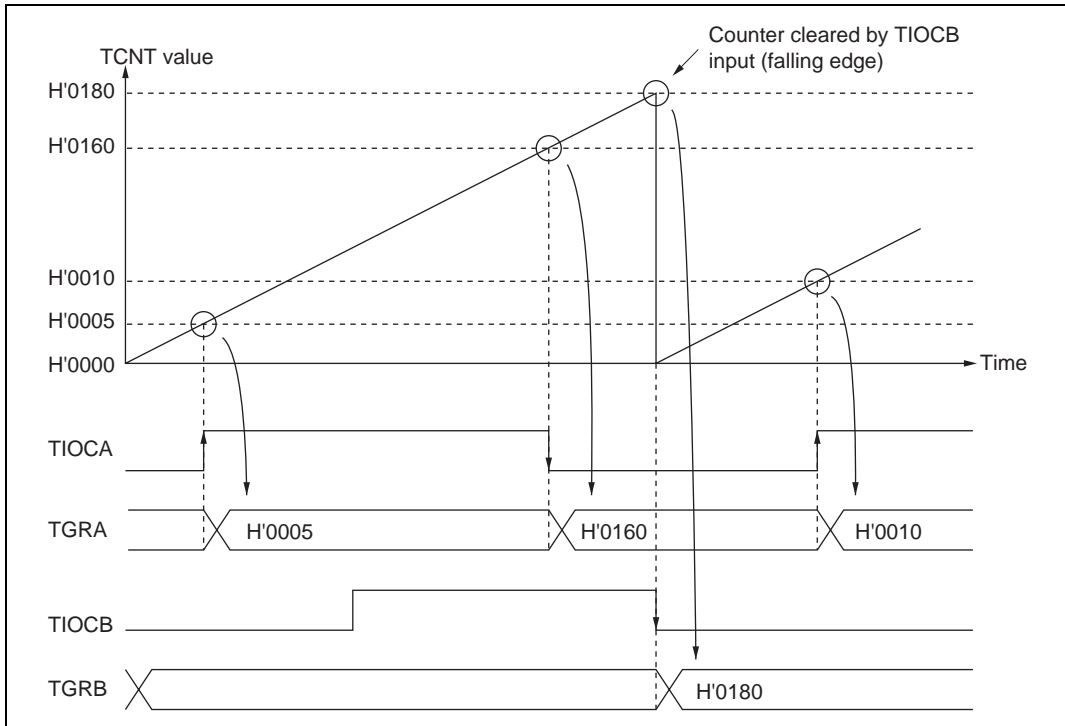 Counter cleared by TIOCB
input (falling edge)
TCNT value
H'0180
H'0160
H'0010
H'0005
H'0000
Time
TIOCA
TGRA
H'0005
H'0160
H'0010
TIOCB
TGRB
H'0180